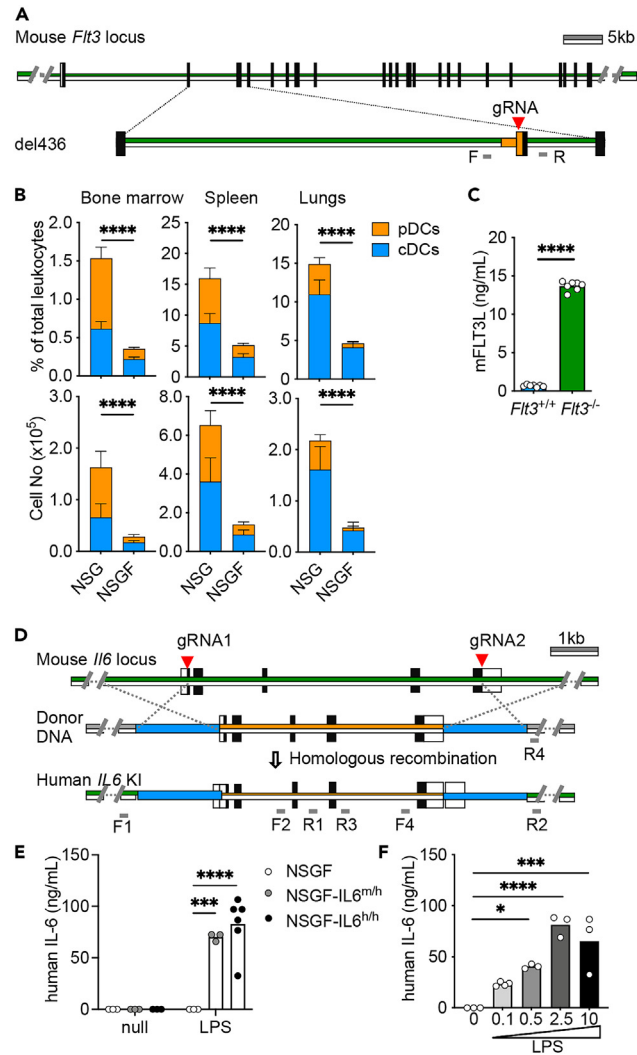 A
Mouse Flt3 locus
5kb
gRNA
del436
F
R
B
Bone marrow
Spleen
Lungs
C
****
****
****
pDCs
cDCs
****
% of total leukocytes
2.0
1.5
1.0
0.5
0.0
25
20
15
10
5
0
20
15
10
5
0
mFLT3L (ng/mL)
20
15
10
5
0
Flt3+/+
Flt3-/-
****
****
****
Cell No (x10⁵)
3.0
2.0
1.0
0.0
8.0
6.0
4.0
2.0
0.0
3.0
2.0
1.0
0.0
NSG
NSGF
NSG
NSGF
NSG
NSGF
D
gRNA1
gRNA2
1kb
Mouse Il6 locus
Donor
DNA
R4
Homologous recombination
Human IL6 KI
F1
F2
R1
R3
F4
R2
E
human IL-6 (ng/mL)
150
100
50
0
****
***
NSGF
NSGF-IL6m/h
NSGF-IL6h/h
null
LPS
F
human IL-6 (ng/mL)
150
100
50
0
***
****
*
0
0.1
0.5
2.5
10
LPS